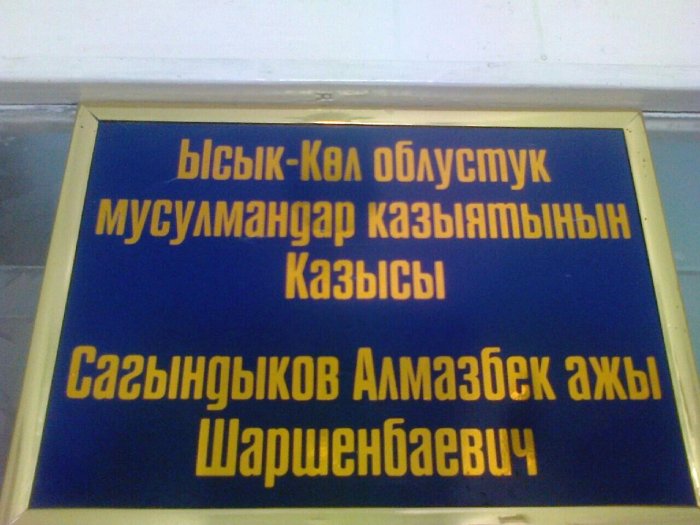 Ысык-Көл облустук
мусулмандар казыятынын
Казысы
Сагындыков Алмазбек ажы
Шаршенбаевич